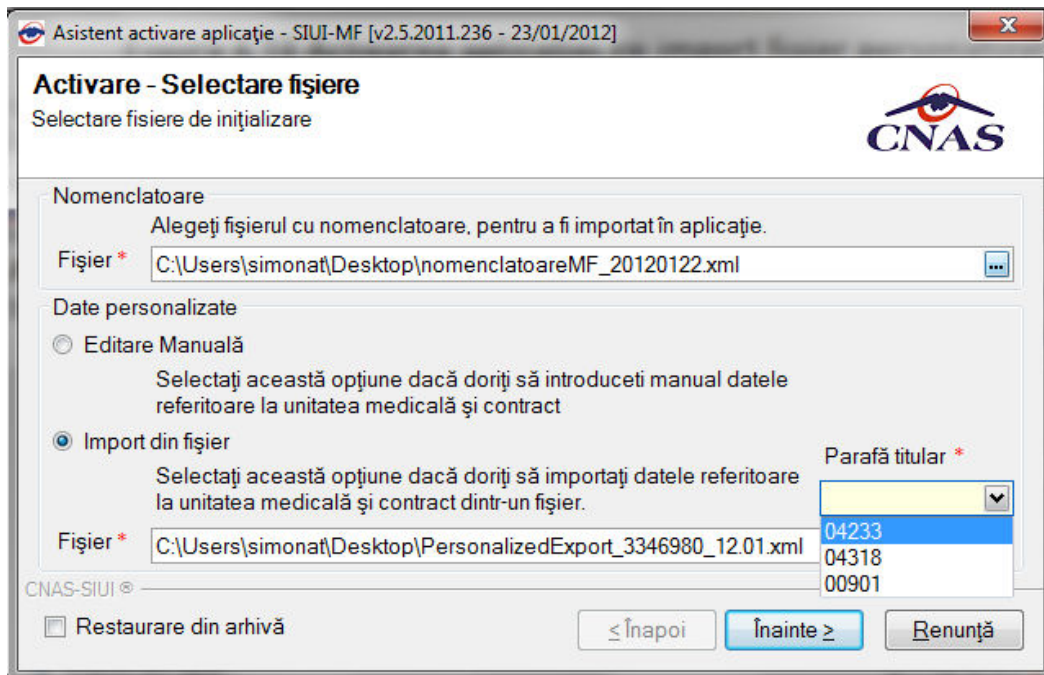 Asistent activare aplicaţie - SIUI-MF [v2.5.2011.236 - 23/01/2012]
Activare - Selectare fişiere
Selectare fisiere de iniţializare
CNAS
Nomenclatoare
Alegeţi fişierul cu nomenclatoare, pentru a fi importat în aplicaţie.
Fişier *
C:\Users\simonat\Desktop\nomenclatoareMF_20120122.xml
...
Date personalizate
Editare Manuală
Selectaţi această opţiune dacă doriţi să introduceti manual datele
referitoare la unitatea medicală şi contract
Import din fişier
Selectaţi această opţiune dacă doriţi să importaţi datele referitoare
la unitatea medicală şi contract dintr-un fişier.
Parafă titular *
04233
04318
00901
Fişier *
C:\Users\simonat\Desktop\PersonalizedExport_3346980_12.01.xml
CNAS-SIUI ®
Restaurare din arhivă
< Înapoi
Înainte >
Renunţă